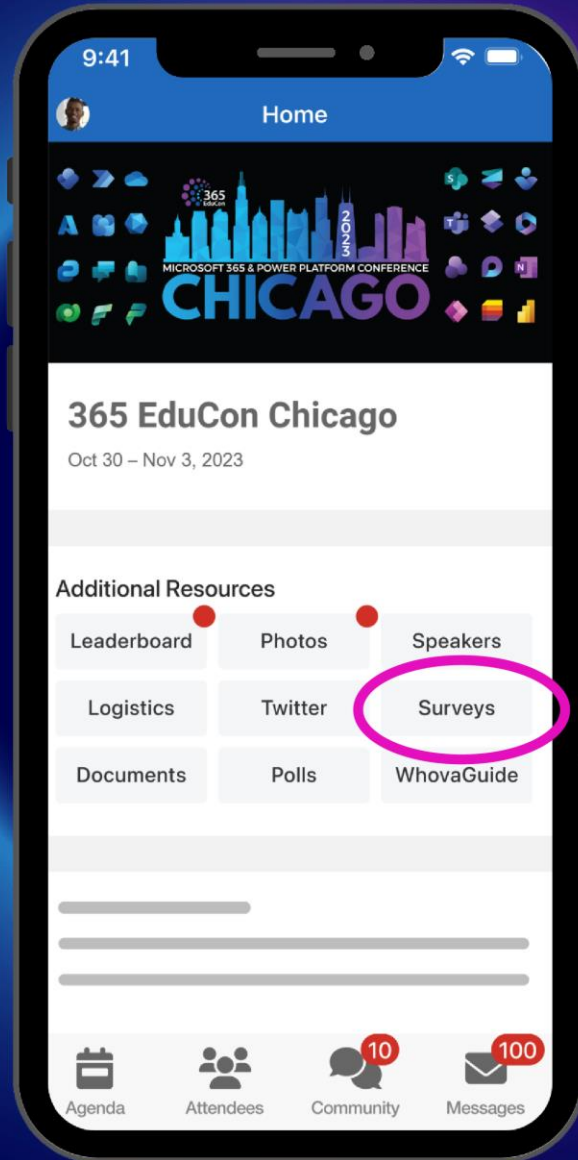 9:41
Home
365
EduCon
2023
MICROSOFT 365 & POWER PLATFORM CONFERENCE
CHICAGO
365 EduCon Chicago
Oct 30 – Nov 3, 2023
Additional Resources
Leaderboard Photos Speakers
Logistics Twitter Surveys
Documents Polls WhovaGuide
10 100
Agenda Attendees Community Messages